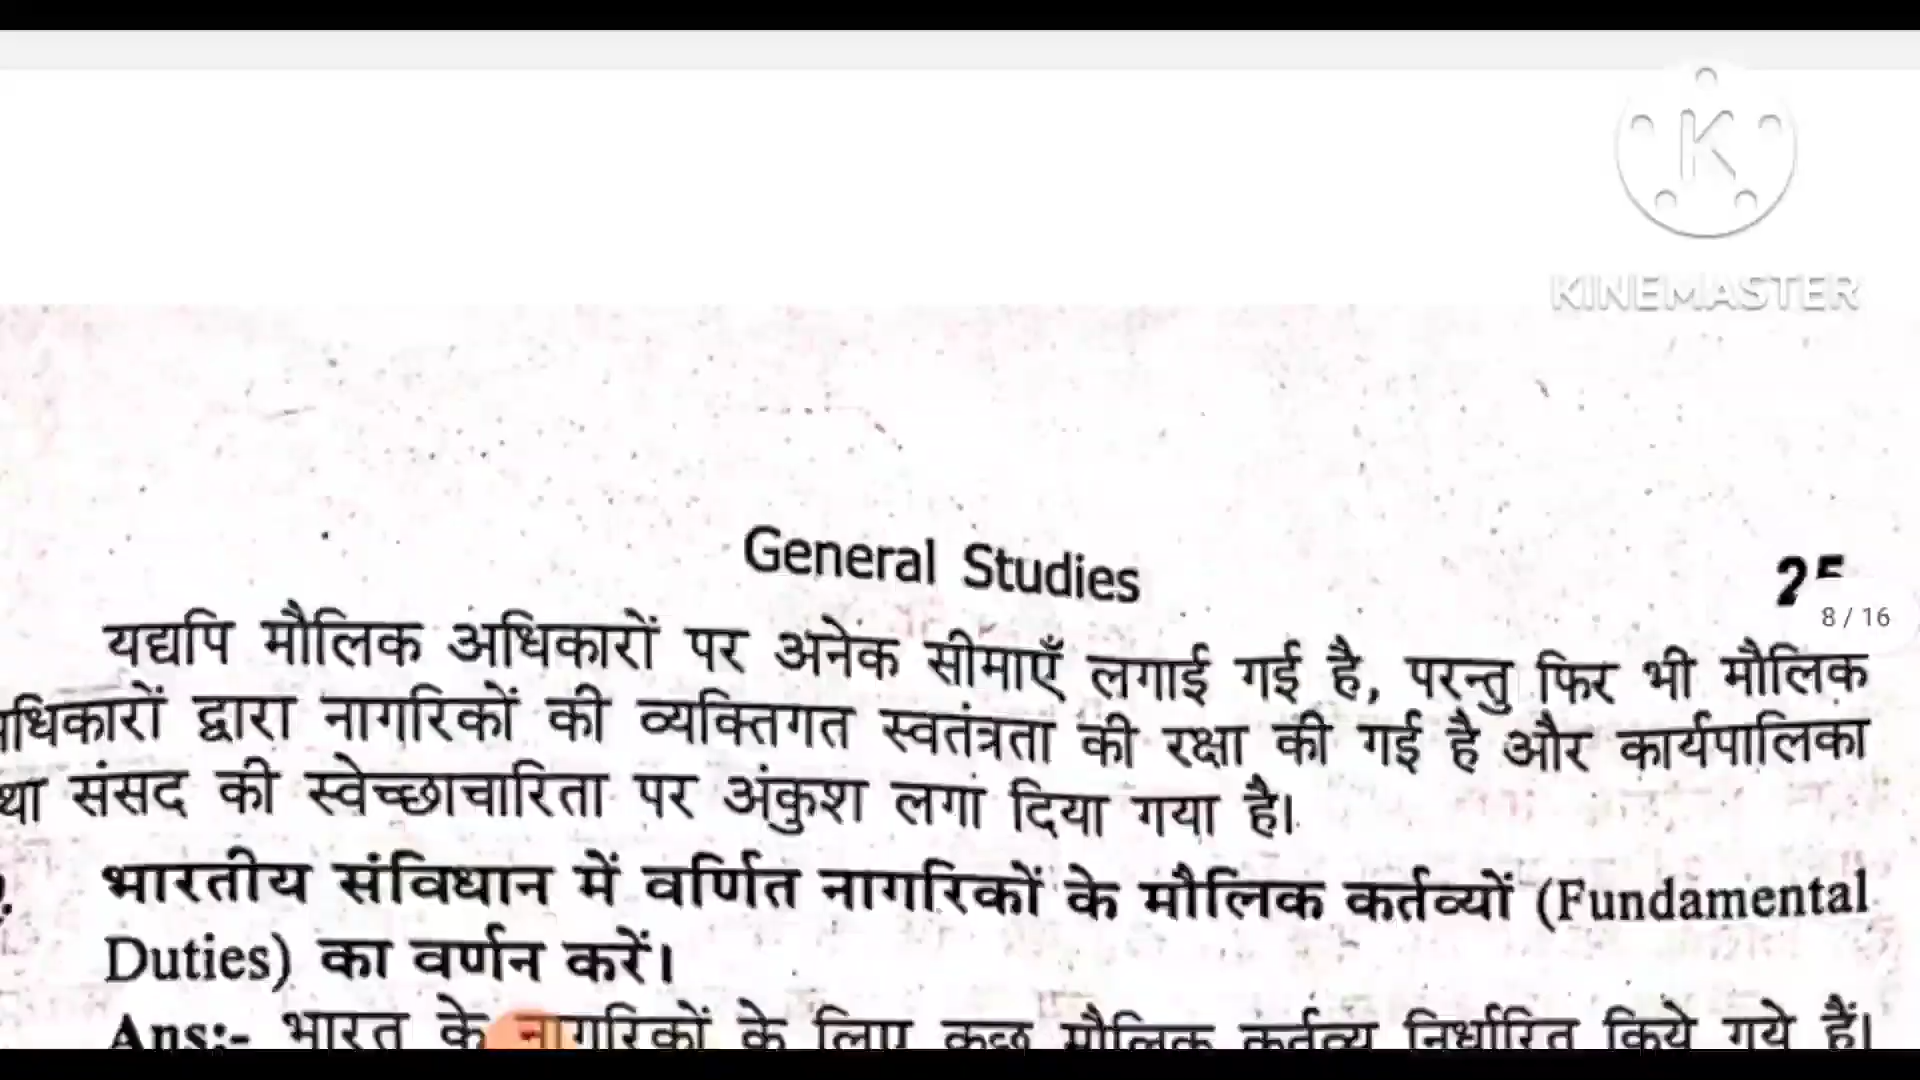 KINEMASTER
General Studies
8 / 16
यद्यपि मौलिक अधिकारों पर अनेक सीमाएँ लगाई गई है, परन्तु फिर भी मौलिक
धिकारों द्वारा नागरिकों की व्यक्तिगत स्वतंत्रता की रक्षा की गई है और कार्यपालिका
था संसद की स्वेच्छाचारिता पर अंकुश लगा दिया गया है।
भारतीय संविधान में वर्णित नागरिकों के मौलिक कर्तव्यों (Fundamental
Duties) का वर्णन करें।
Ans:- भारत के नागरिकों के लिए कुछ मौलिक कर्तव्य निर्धारित किये गये हैं।